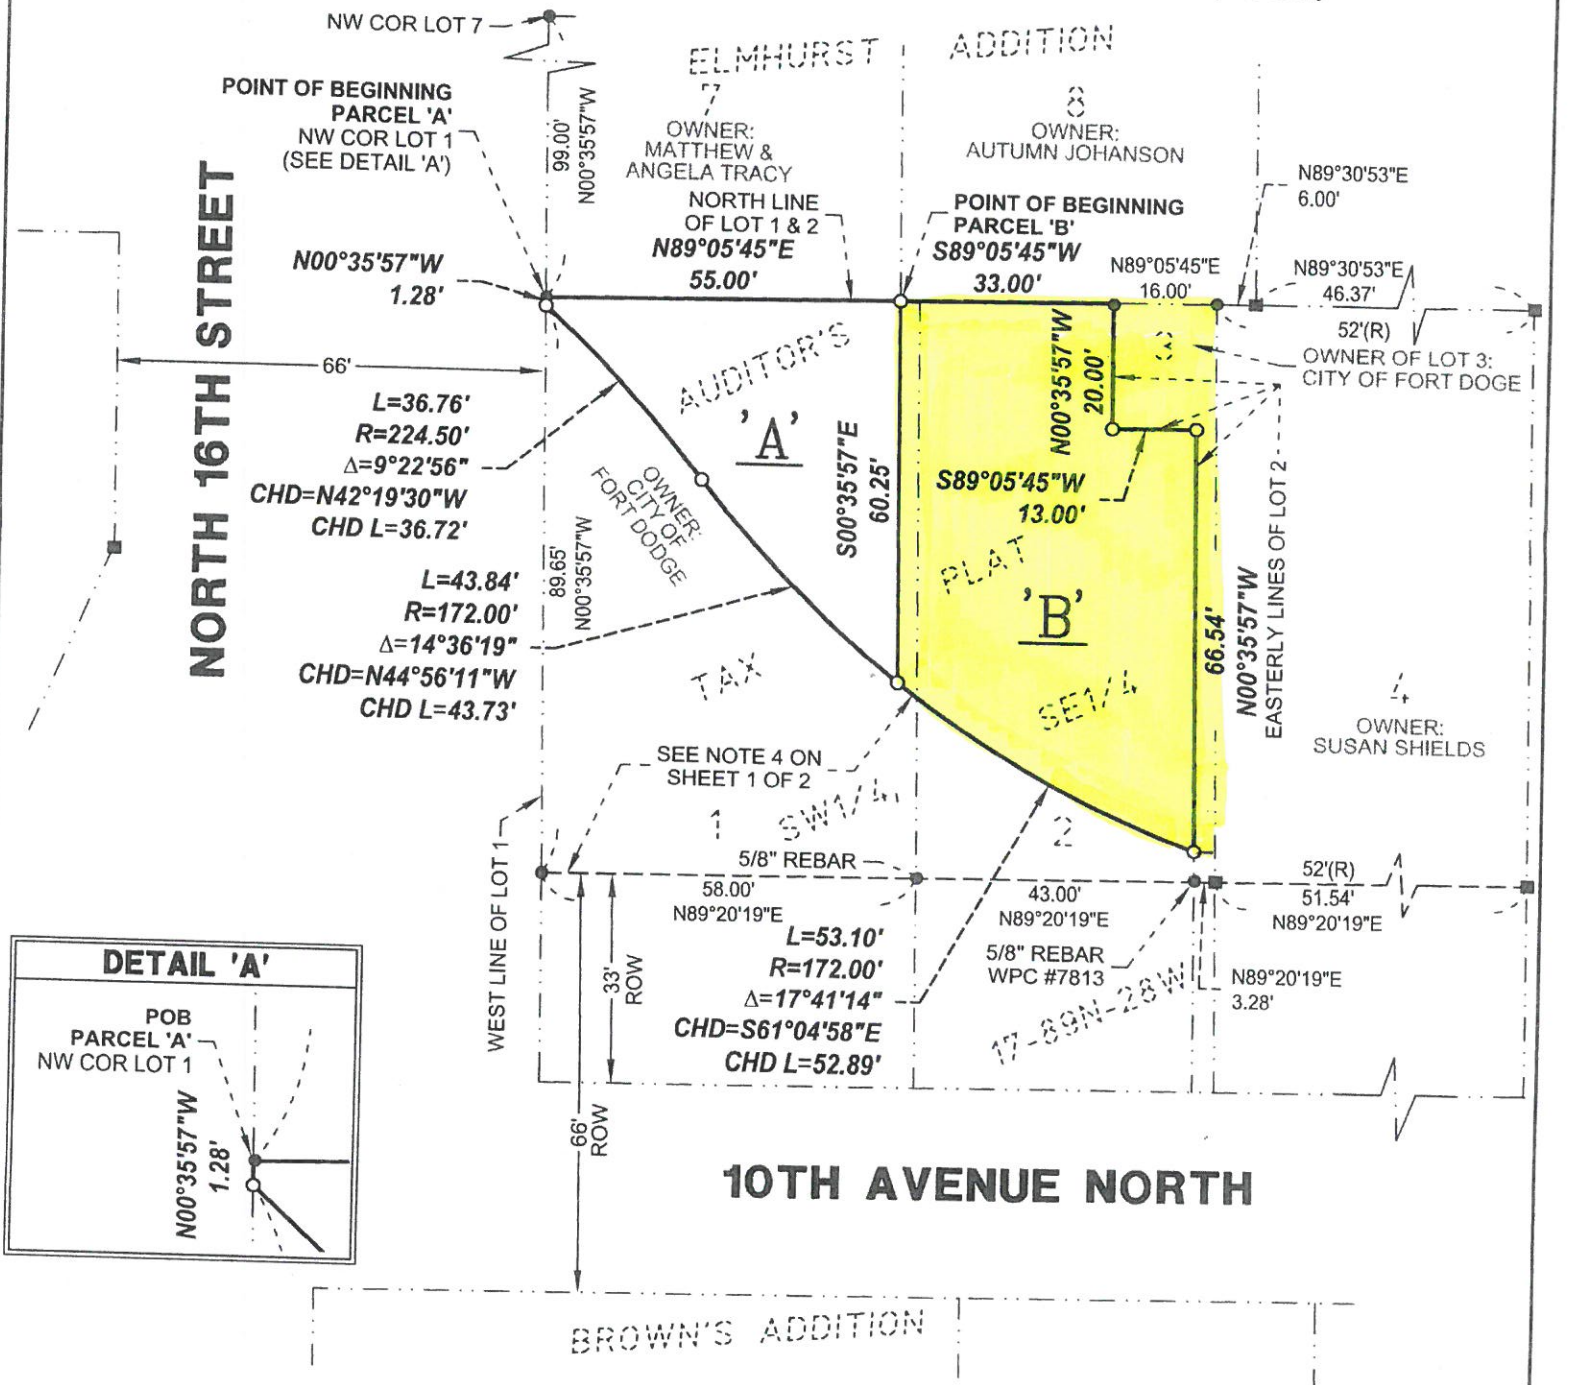 NW COR LOT 7
ELMHURST ADDITION
POINT OF BEGINNING
PARCEL 'A'
NW COR LOT 1
(SEE DETAIL 'A')
99.00'
N00°35'57"W
7
OWNER:
MATTHEW &
ANGELA TRACY
8
OWNER:
AUTUMN JOHANSON
NORTH LINE
OF LOT 1 & 2
N89°05'45"E
55.00'
POINT OF BEGINNING
PARCEL 'B'
S89°05'45"W
33.00'
N89°30'53"E
6.00'
N89°05'45"E
16.00'
N89°30'53"E
46.37'
52'(R)
N00°35'57"W
1.28'
NORTH 16TH STREET
66'
L=36.76'
R=224.50'
Δ=9°22'56"
CHD=N42°19'30"W
CHD L=36.72'
AUDITOR'S
'A'
S00°35'57"E
60.25'
N00°35'57"W
20.00'
3
OWNER OF LOT 3:
CITY OF FORT DOGE
S89°05'45"W
13.00'
OWNER:
CITY OF
FORT DODGE
PLAT
'B'
66.54'
N00°35'57"W
EASTERLY LINES OF LOT 2
89.65'
N00°35'57"W
L=43.84'
R=172.00'
Δ=14°36'19"
CHD=N44°56'11"W
CHD L=43.73'
TAX
SE1/4
4
OWNER:
SUSAN SHIELDS
SEE NOTE 4 ON
SHEET 1 OF 2
1
SW1/4,
2
WEST LINE OF LOT 1
5/8" REBAR
58.00'
N89°20'19"E
43.00'
N89°20'19"E
52'(R)
51.54'
N89°20'19"E
L=53.10'
R=172.00'
Δ=17°41'14"
CHD=S61°04'58"E
CHD L=52.89'
5/8" REBAR
WPC #7813
N89°20'19"E
3.28'
33'
ROW
17-89N-28W
66'
ROW
DETAIL 'A'
POB
PARCEL 'A'
NW COR LOT 1
N00°35'57"W
1.28'
10TH AVENUE NORTH
BROWN'S ADDITION